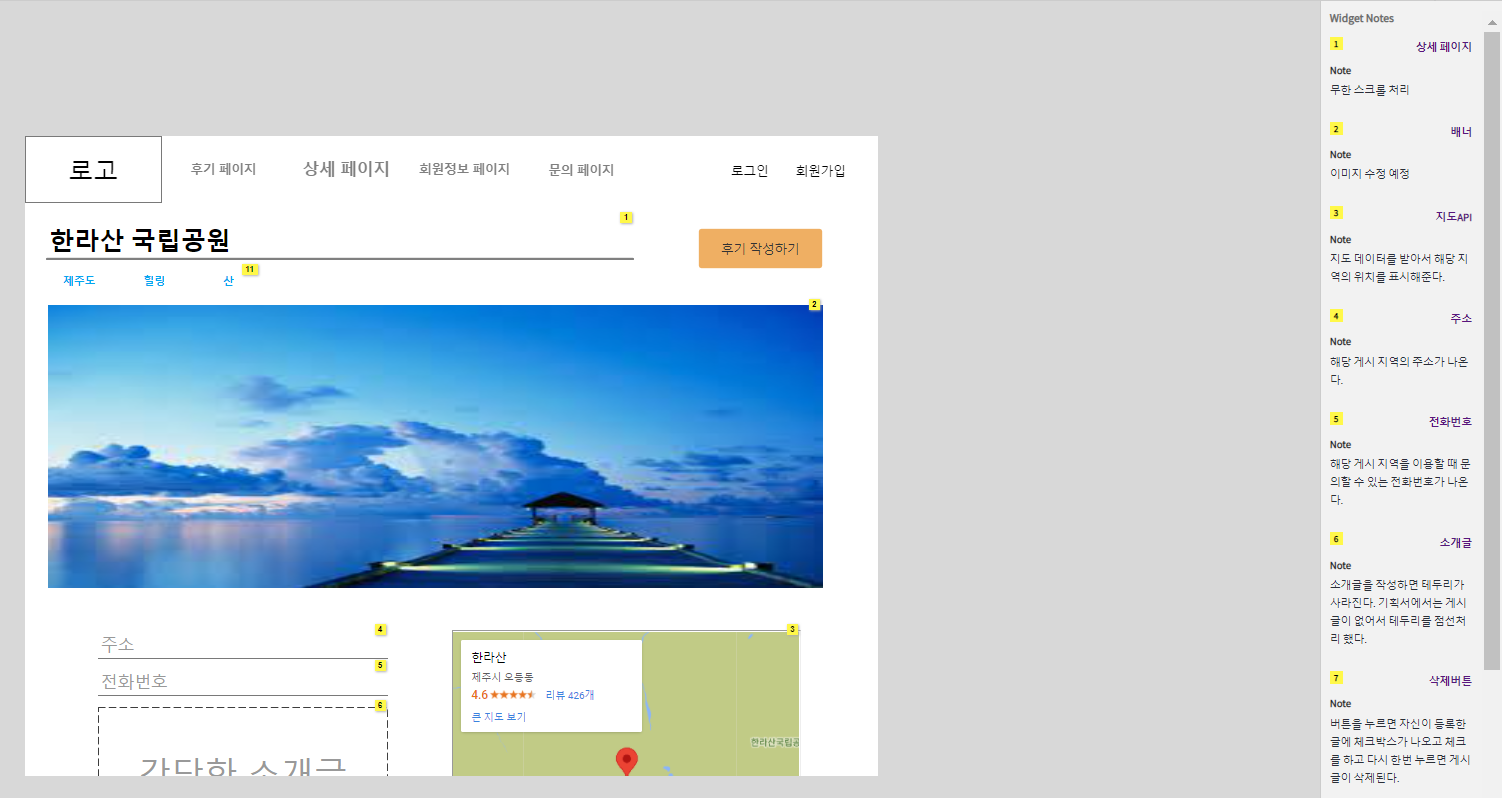 로고
후기 페이지
상세 페이지
회원정보 페이지
문의 페이지
로그인
회원가입
1
한라산 국립공원
후기 작성하기
제주도
힐링
산
11
2
주소
4
전화번호
5
6
간단한 소개글
3
한라산
제주시 오등동
4.6
리뷰 426개
큰 지도 보기
한라산국립공
Widget Notes
1
상세 페이지
Note
무한 스크롤 처리
2
배너
Note
이미지 수정 예정
3
지도API
Note
지도 데이터를 받아서 해당 지
역의 위치를 표시해준다.
4
주소
Note
해당 게시 지역의 주소가 나온
다.
5
전화번호
Note
해당 게시 지역을 이용할 때 문
의할 수 있는 전화번호가 나온
다.
6
소개글
Note
소개글을 작성하면 테두리가
사라진다. 기획서에서는 게시
글이 없어서 테두리를 점선처
리 했다.
7
삭제버튼
Note
버튼을 누르면 자신이 등록한
글에 체크박스가 나오고 체크
를 하고 다시 한번 누르면 게시
글이 삭제된다.